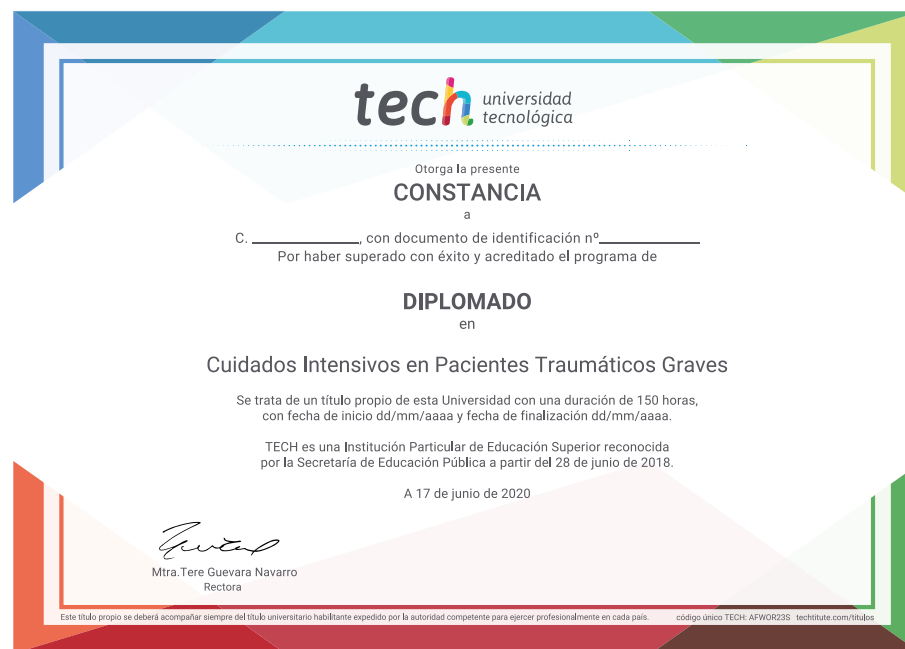 tech universidad
tecnológica
Otorga la presente
CONSTANCIA
a
C. ______________, con documento de identificación nº______________
Por haber superado con éxito y acreditado el programa de
DIPLOMADO
en
Cuidados Intensivos en Pacientes Traumáticos Graves
Se trata de un título propio de esta Universidad con una duración de 150 horas,
con fecha de inicio dd/mm/aaaa y fecha de finalización dd/mm/aaaa.
TECH es una Institución Particular de Educación Superior reconocida
por la Secretaría de Educación Pública a partir del 28 de junio de 2018.
A 17 de junio de 2020
Mtra.Tere Guevara Navarro
Rectora
Este título propio se deberá acompañar siempre del título universitario habilitante expedido por la autoridad competente para ejercer profesionalmente en cada país. código único TECH: AFWOR23S techtitute.com/titulos